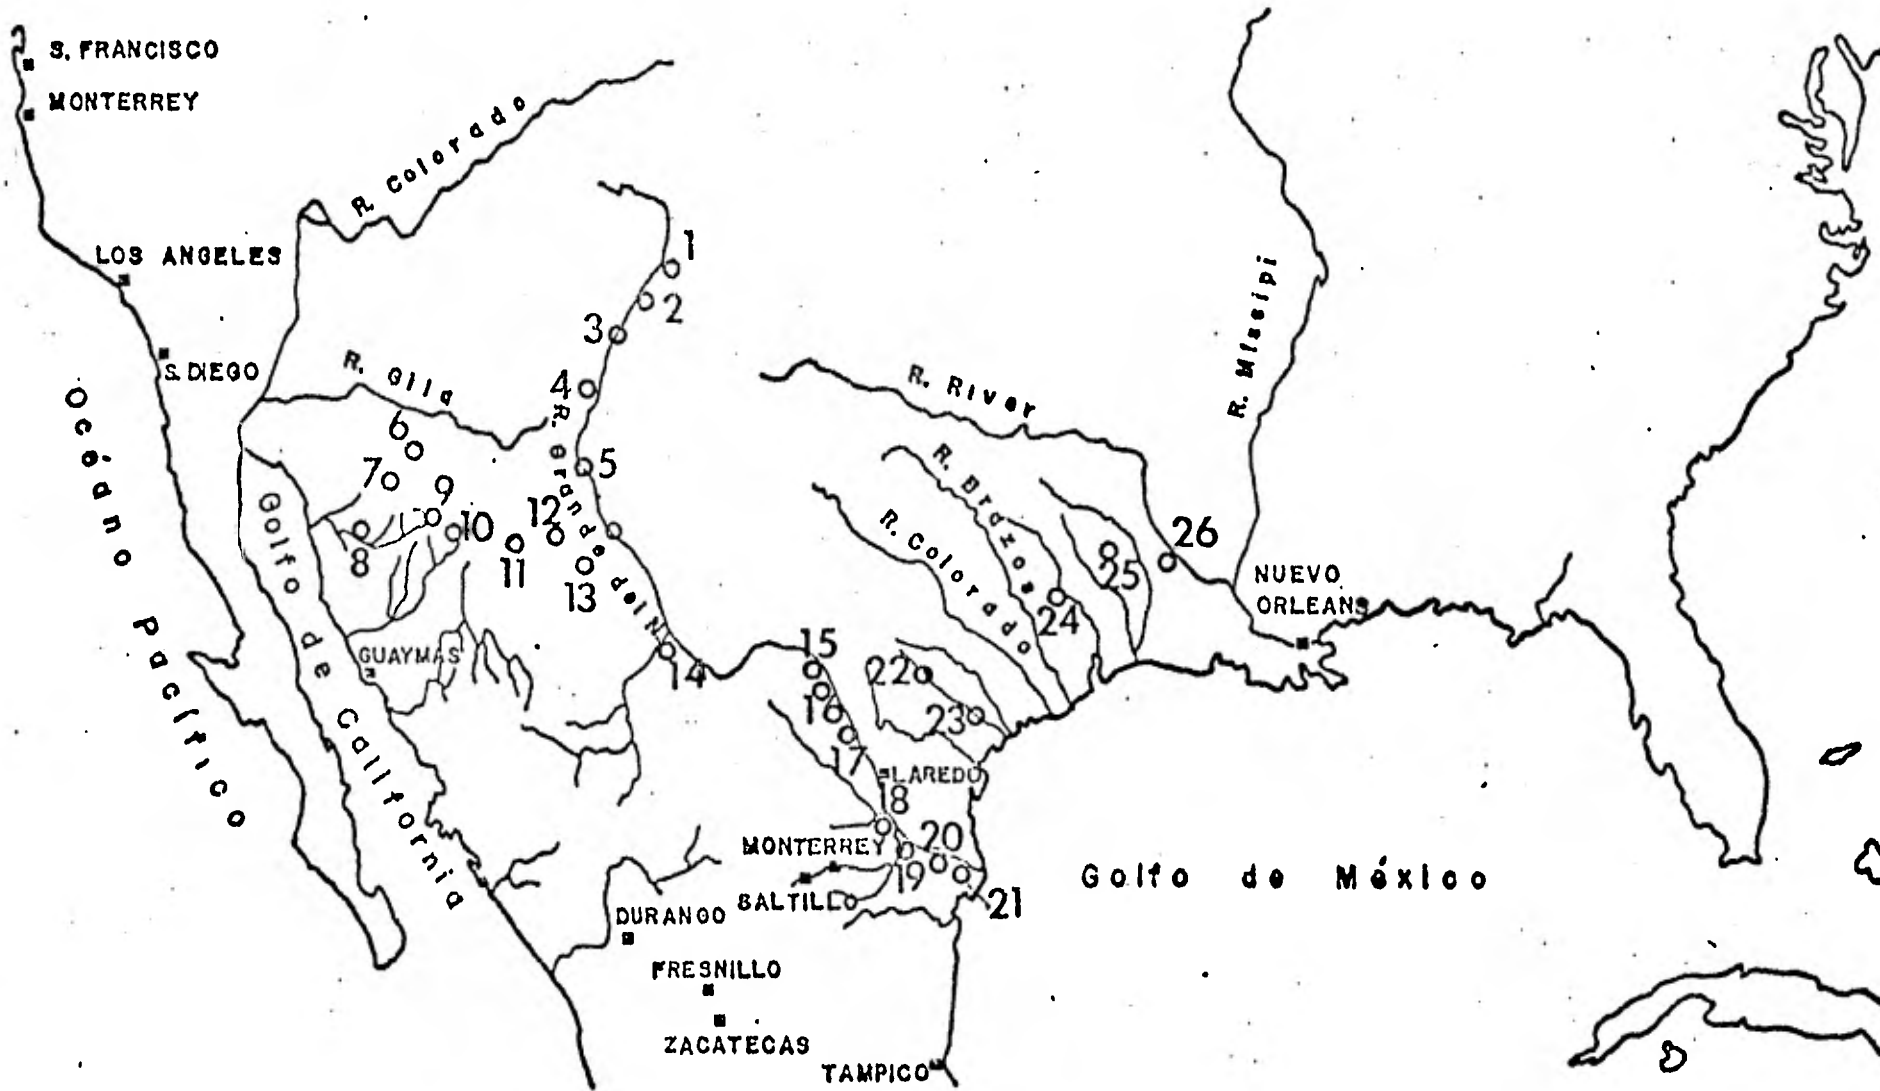 S. FRANCISCO
MONTERREY
R. Colorado
LOS ANGELES
S. DIEGO
R. Gila
Océano Pacífico
Golfo de California
GUAYMAS
R. Grande del N.
R. River
R. Missipi
R. Brazos
R. Colorado
NUEVO
ORLEANS
LAREDO
MONTERREY
SALTILLO
DURANGO
FRESNILLO
ZACATECAS
TAMPICO
Golfo de México
1
2
3
4
5
6
7
8
9
10
11
12
13
14
15
16
17
18
19
20
21
22
23
24
25
26